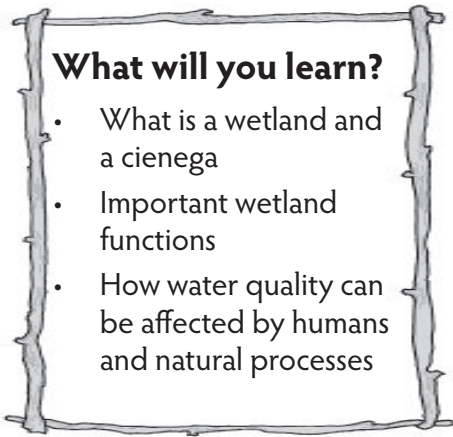 What will you learn?
• What is a wetland and
a cienega
• Important wetland
functions
• How water quality can
be affected by humans
and natural processes